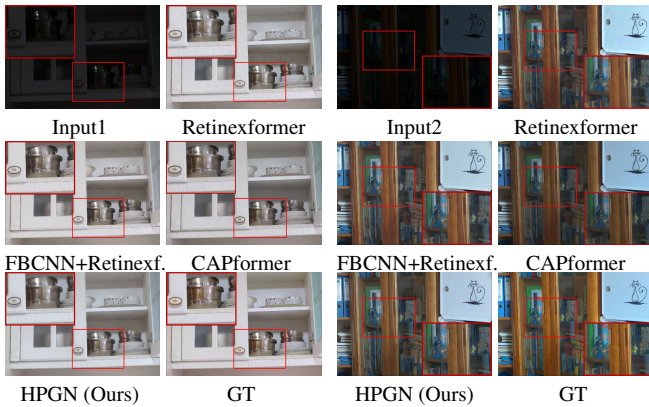 Input1 Retinexformer Input2 Retinexformer
FBCNN+Retinexf. CAPformer FBCNN+Retinexf. CAPformer
HPGN (Ours) GT HPGN (Ours) GT